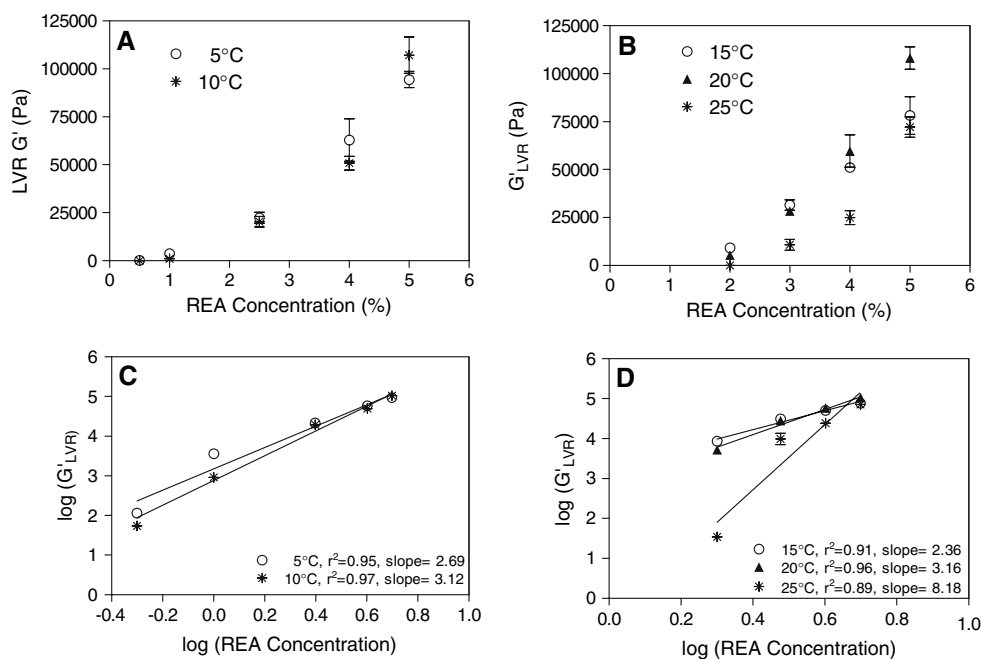 A
5°C
10°C
LVR G' (Pa)
125000
100000
75000
50000
25000
0
0 1 2 3 4 5 6
REA Concentration (%)
B
15°C
20°C
25°C
G'LVR (Pa)
125000
100000
75000
50000
25000
0
0 1 2 3 4 5 6
REA Concentration (%)
C
log (G'LVR)
6
5
4
3
2
1
0
5°C, r²=0.95, slope= 2.69
10°C, r²=0.97, slope= 3.12
-0.4 -0.2 0.0 0.2 0.4 0.6 0.8 1.0
log (REA Concentration)
D
log (G'LVR)
6
5
4
3
2
1
0
15°C, r²=0.91, slope= 2.36
20°C, r²=0.96, slope= 3.16
25°C, r²=0.89, slope= 8.18
0.0 0.2 0.4 0.6 0.8 1.0
log (REA Concentration)